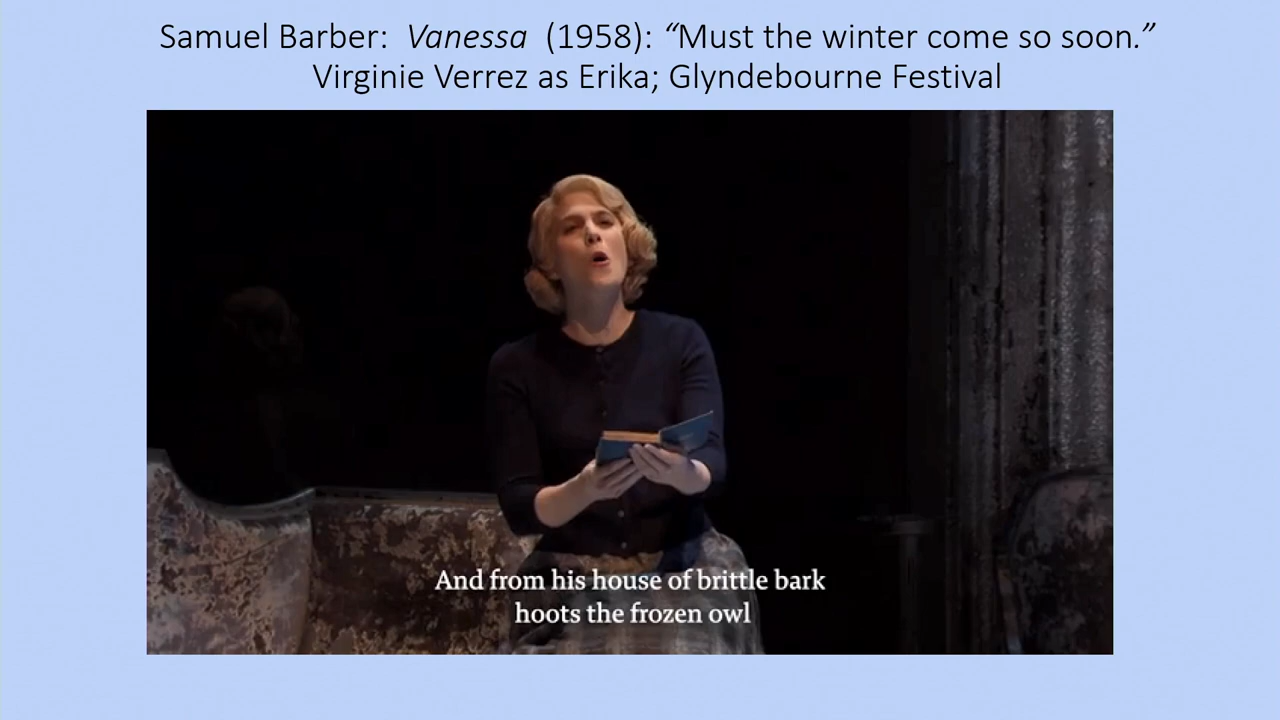 Samuel Barber: Vanessa (1958): “Must the winter come so soon.”
Virginie Verrez as Erika; Glyndebourne Festival
And from his house of brittle bark
hoots the frozen owl